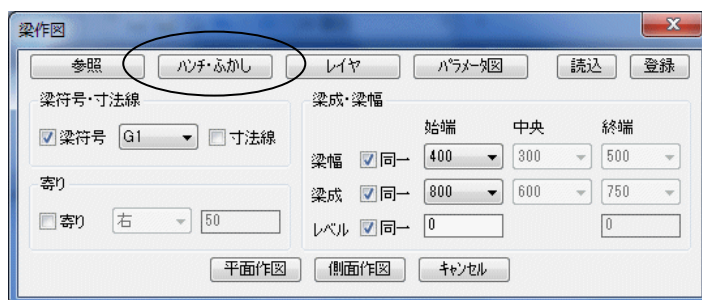 梁作図
参照 ハンチ・ふかし レイヤ パラメータ図 読込 登録
梁符号・寸法線
梁符号 G1 寸法線
寄り
寄り 右 50
梁成・梁幅
始端 中央 終端
梁幅 同一 400 300 500
梁成 同一 800 600 750
レベル 同一 0 0
平面作図 側面作図 キャンセル